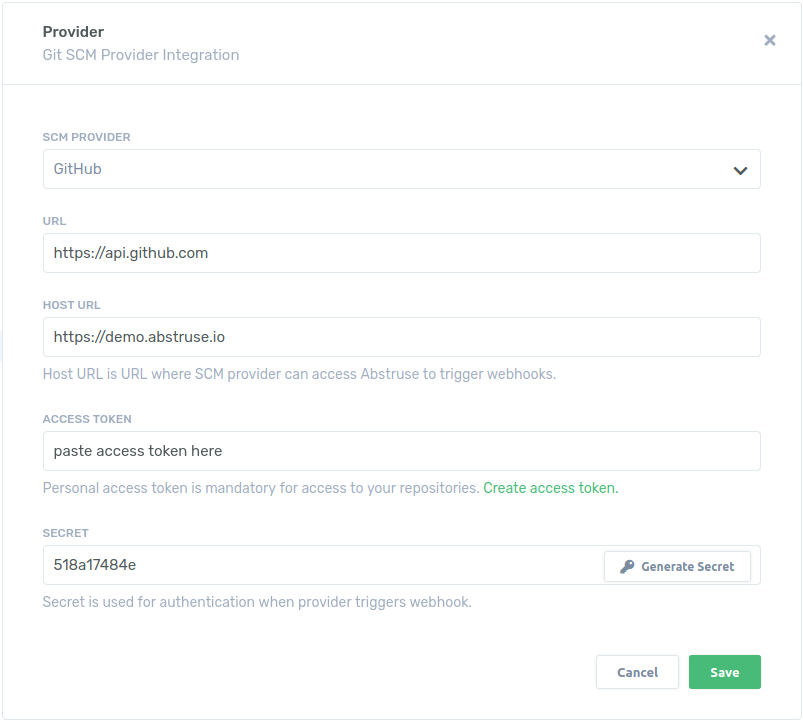 Provider
Git SCM Provider Integration
SCM PROVIDER
GitHub
URL
https://api.github.com
HOST URL
https://demo.abstruse.io
Host URL is URL where SCM provider can access Abstruse to trigger webhooks.
ACCESS TOKEN
paste access token here
Personal access token is mandatory for access to your repositories. Create access token.
SECRET
518a17484e
Generate Secret
Secret is used for authentication when provider triggers webhook.
Cancel
Save